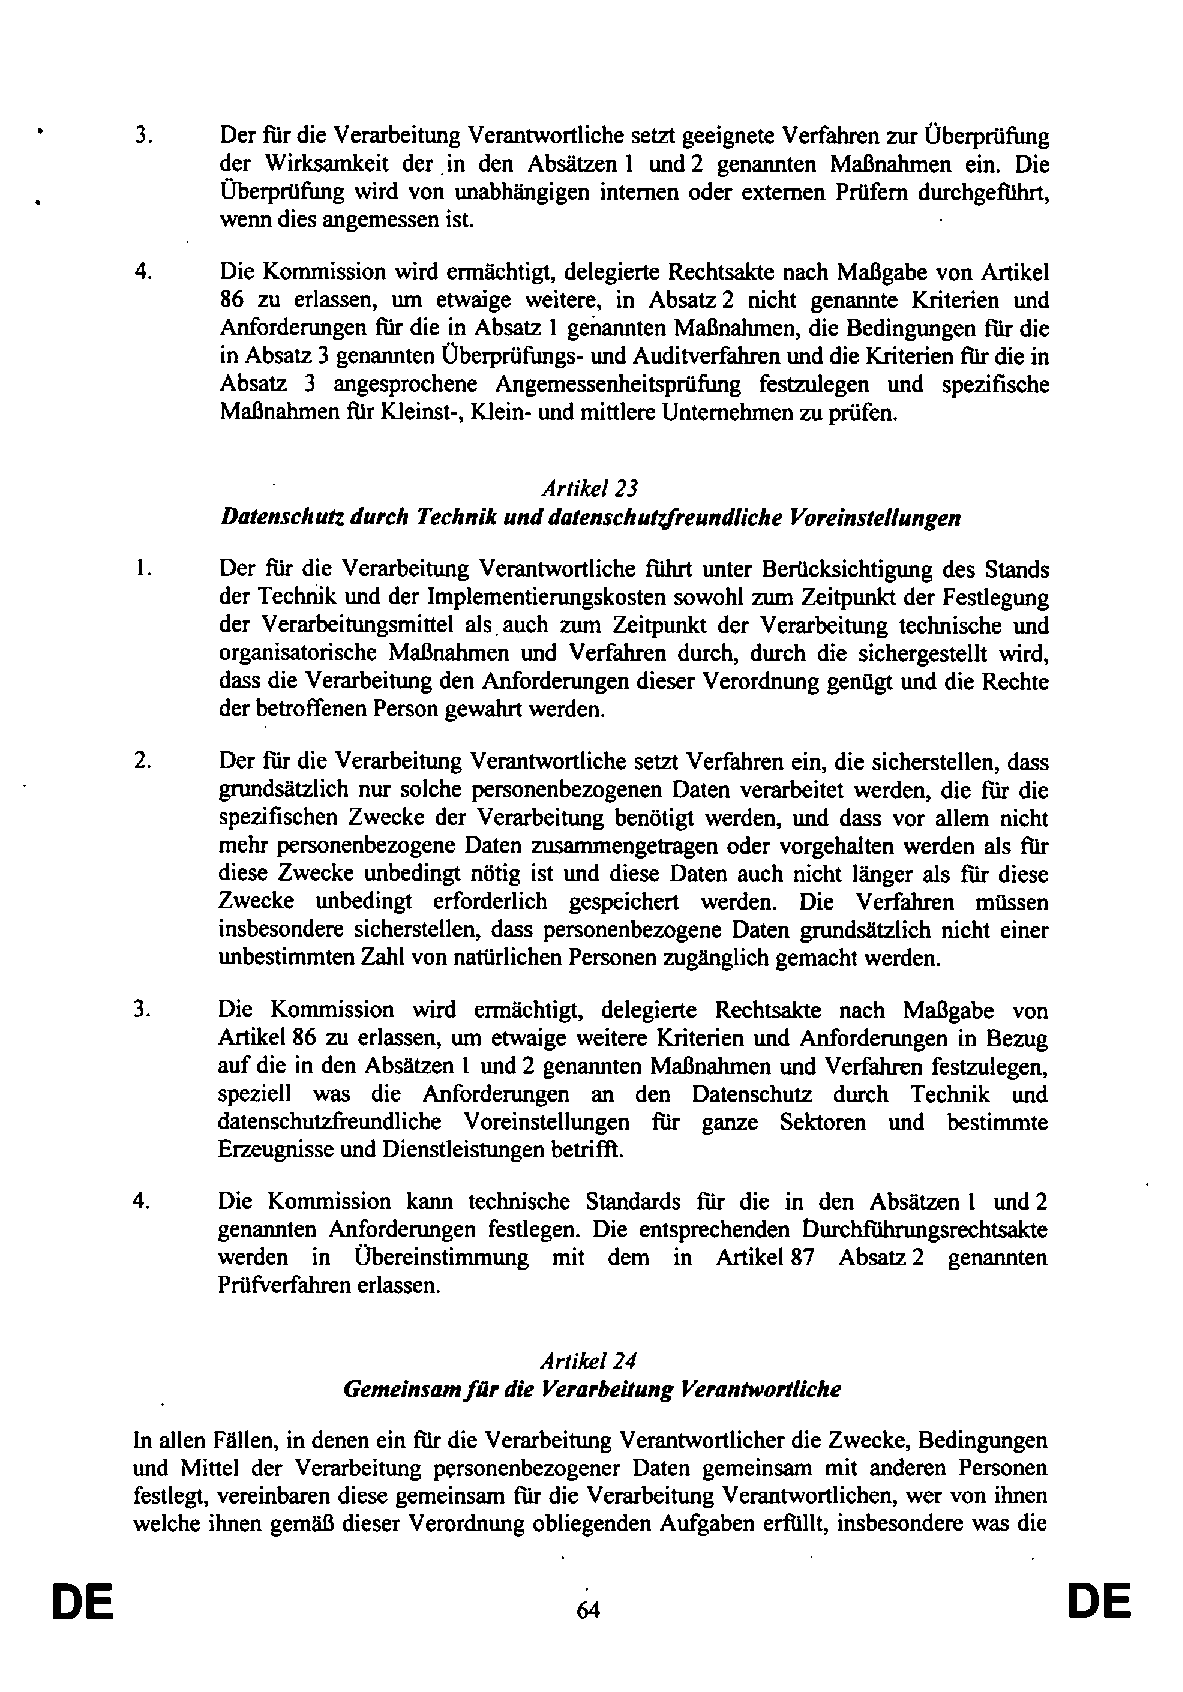 3. Der für die Verarbeitung Verantwortliche setzt geeignete Verfahren zur Überprüfung
der Wirksamkeit der in den Absätzen 1 und 2 genannten Maßnahmen ein. Die
Überprüfung wird von unabhängigen internen oder externen Prüfern durchgeführt,
wenn dies angemessen ist.
4. Die Kommission wird ermächtigt, delegierte Rechtsakte nach Maßgabe von Artikel
86 zu erlassen, um etwaige weitere, in Absatz 2 nicht genannte Kriterien und
Anforderungen für die in Absatz 1 genannten Maßnahmen, die Bedingungen für die
in Absatz 3 genannten Überprüfungs- und Auditverfahren und die Kriterien für die in
Absatz 3 angesprochene Angemessenheitsprüfung festzulegen und spezifische
Maßnahmen für Kleinst-, Klein- und mittlere Unternehmen zu prüfen.
Artikel 23
Datenschutz durch Technik und datenschutzfreundliche Voreinstellungen
1. Der für die Verarbeitung Verantwortliche führt unter Berücksichtigung des Stands
der Technik und der Implementierungskosten sowohl zum Zeitpunkt der Festlegung
der Verarbeitungsmittel als auch zum Zeitpunkt der Verarbeitung technische und
organisatorische Maßnahmen und Verfahren durch, durch die sichergestellt wird,
dass die Verarbeitung den Anforderungen dieser Verordnung genügt und die Rechte
der betroffenen Person gewahrt werden.
2. Der für die Verarbeitung Verantwortliche setzt Verfahren ein, die sicherstellen, dass
grundsätzlich nur solche personenbezogenen Daten verarbeitet werden, die für die
spezifischen Zwecke der Verarbeitung benötigt werden, und dass vor allem nicht
mehr personenbezogene Daten zusammengetragen oder vorgehalten werden als für
diese Zwecke unbedingt nötig ist und diese Daten auch nicht länger als für diese
Zwecke unbedingt erforderlich gespeichert werden. Die Verfahren müssen
insbesondere sicherstellen, dass personenbezogene Daten grundsätzlich nicht einer
unbestimmten Zahl von natürlichen Personen zugänglich gemacht werden.
3. Die Kommission wird ermächtigt, delegierte Rechtsakte nach Maßgabe von
Artikel 86 zu erlassen, um etwaige weitere Kriterien und Anforderungen in Bezug
auf die in den Absätzen 1 und 2 genannten Maßnahmen und Verfahren festzulegen,
speziell was die Anforderungen an den Datenschutz durch Technik und
datenschutzfreundliche Voreinstellungen für ganze Sektoren und bestimmte
Erzeugnisse und Dienstleistungen betrifft.
4. Die Kommission kann technische Standards für die in den Absätzen 1 und 2
genannten Anforderungen festlegen. Die entsprechenden Durchführungsrechtsakte
werden in Übereinstimmung mit dem in Artikel 87 Absatz 2 genannten
Prüfverfahren erlassen.
Artikel 24
Gemeinsam für die Verarbeitung Verantwortliche
In allen Fällen, in denen ein für die Verarbeitung Verantwortlicher die Zwecke, Bedingungen
und Mittel der Verarbeitung personenbezogener Daten gemeinsam mit anderen Personen
festlegt, vereinbaren diese gemeinsam für die Verarbeitung Verantwortlichen, wer von ihnen
welche ihnen gemäß dieser Verordnung obliegenden Aufgaben erfüllt, insbesondere was die
DE 64 DE